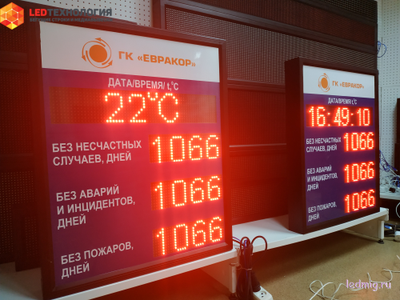 LEDТЕХНОЛОГИЯ
ГК "ЕВРАКОР"
ДАТА/ВРЕМЯ/ t,°C
22°C
БЕЗ НЕСЧАСТНЫХ
СЛУЧАЕВ, ДНЕЙ
1066
БЕЗ АВАРИЙ
И ИНЦИДЕНТОВ,
ДНЕЙ
1066
БЕЗ ПОЖАРОВ,
ДНЕЙ
1066
ГК "ЕВРАКОР"
ДАТА/ВРЕМЯ/ t,°C
16:49:10
БЕЗ НЕСЧАСТНЫХ
СЛУЧАЕВ, ДНЕЙ
1066
БЕЗ АВАРИЙ
И ИНЦИДЕНТОВ,
ДНЕЙ
1066
БЕЗ ПОЖАРОВ,
ДНЕЙ
1066
ledmig.ru